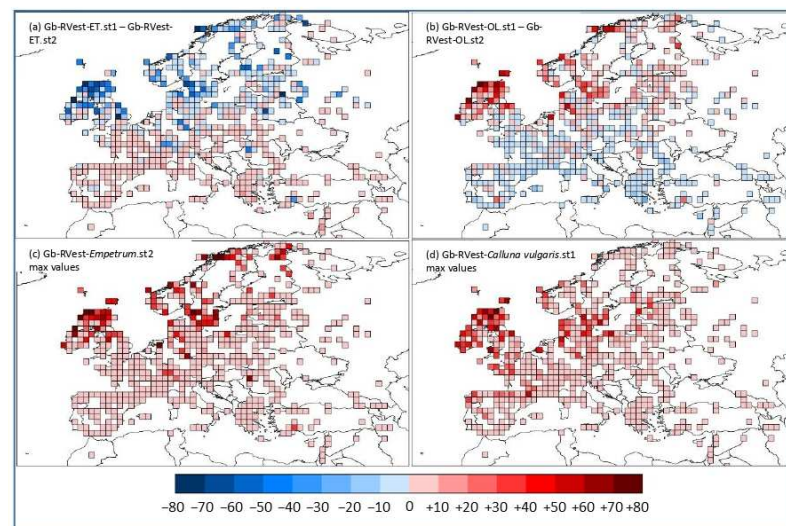 (a) Gb-RVest-ET.st1 – Gb-RVest-
ET.st2
(b) Gb-RVest-OL.st1 – Gb-
RVest-OL.st2
(c) Gb-RVest-Empetrum.st2
max values
(d) Gb-RVest-Calluna vulgaris.st1
max values
−80 −70 −60 −50 −40 −30 −20 −10 0 +10 +20 +30 +40 +50 +60 +70 +80